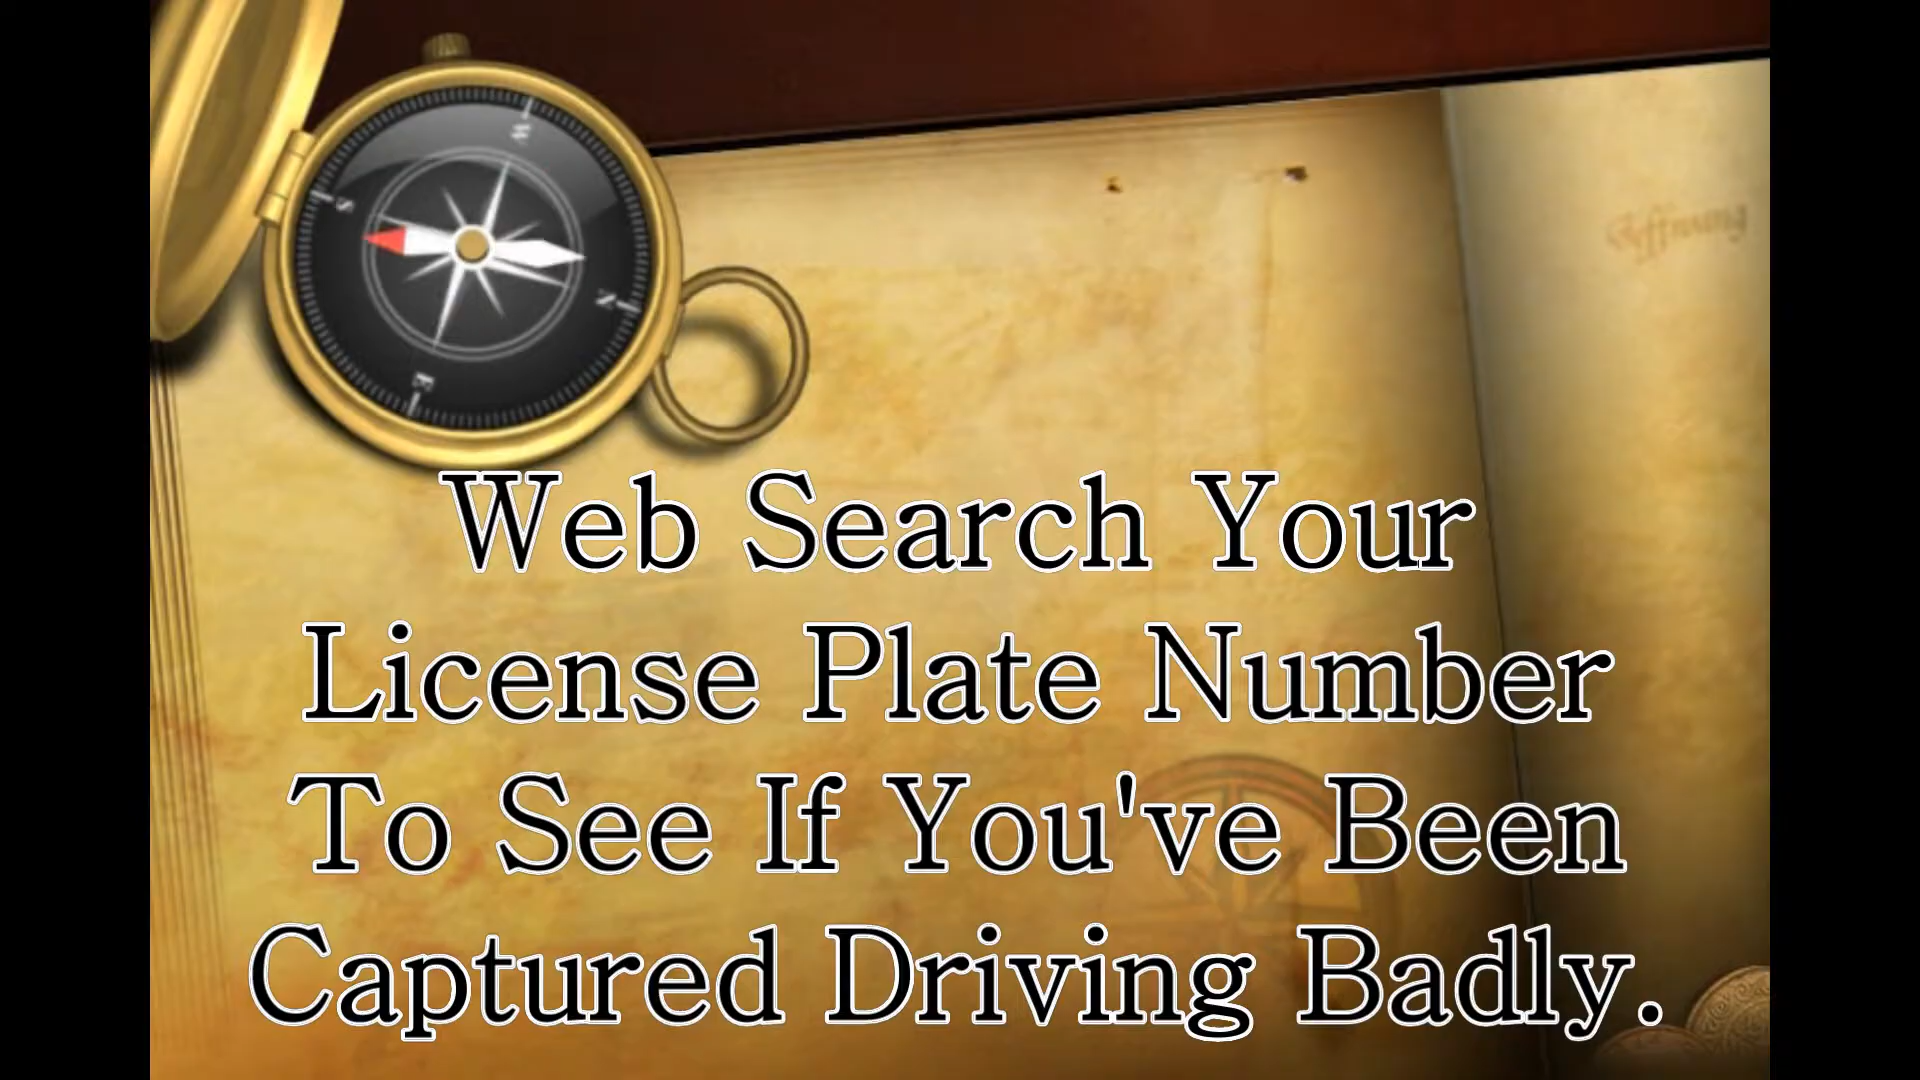 W
S
N
E
Web Search Your
License Plate Number
To See If You've Been
Captured Driving Badly.